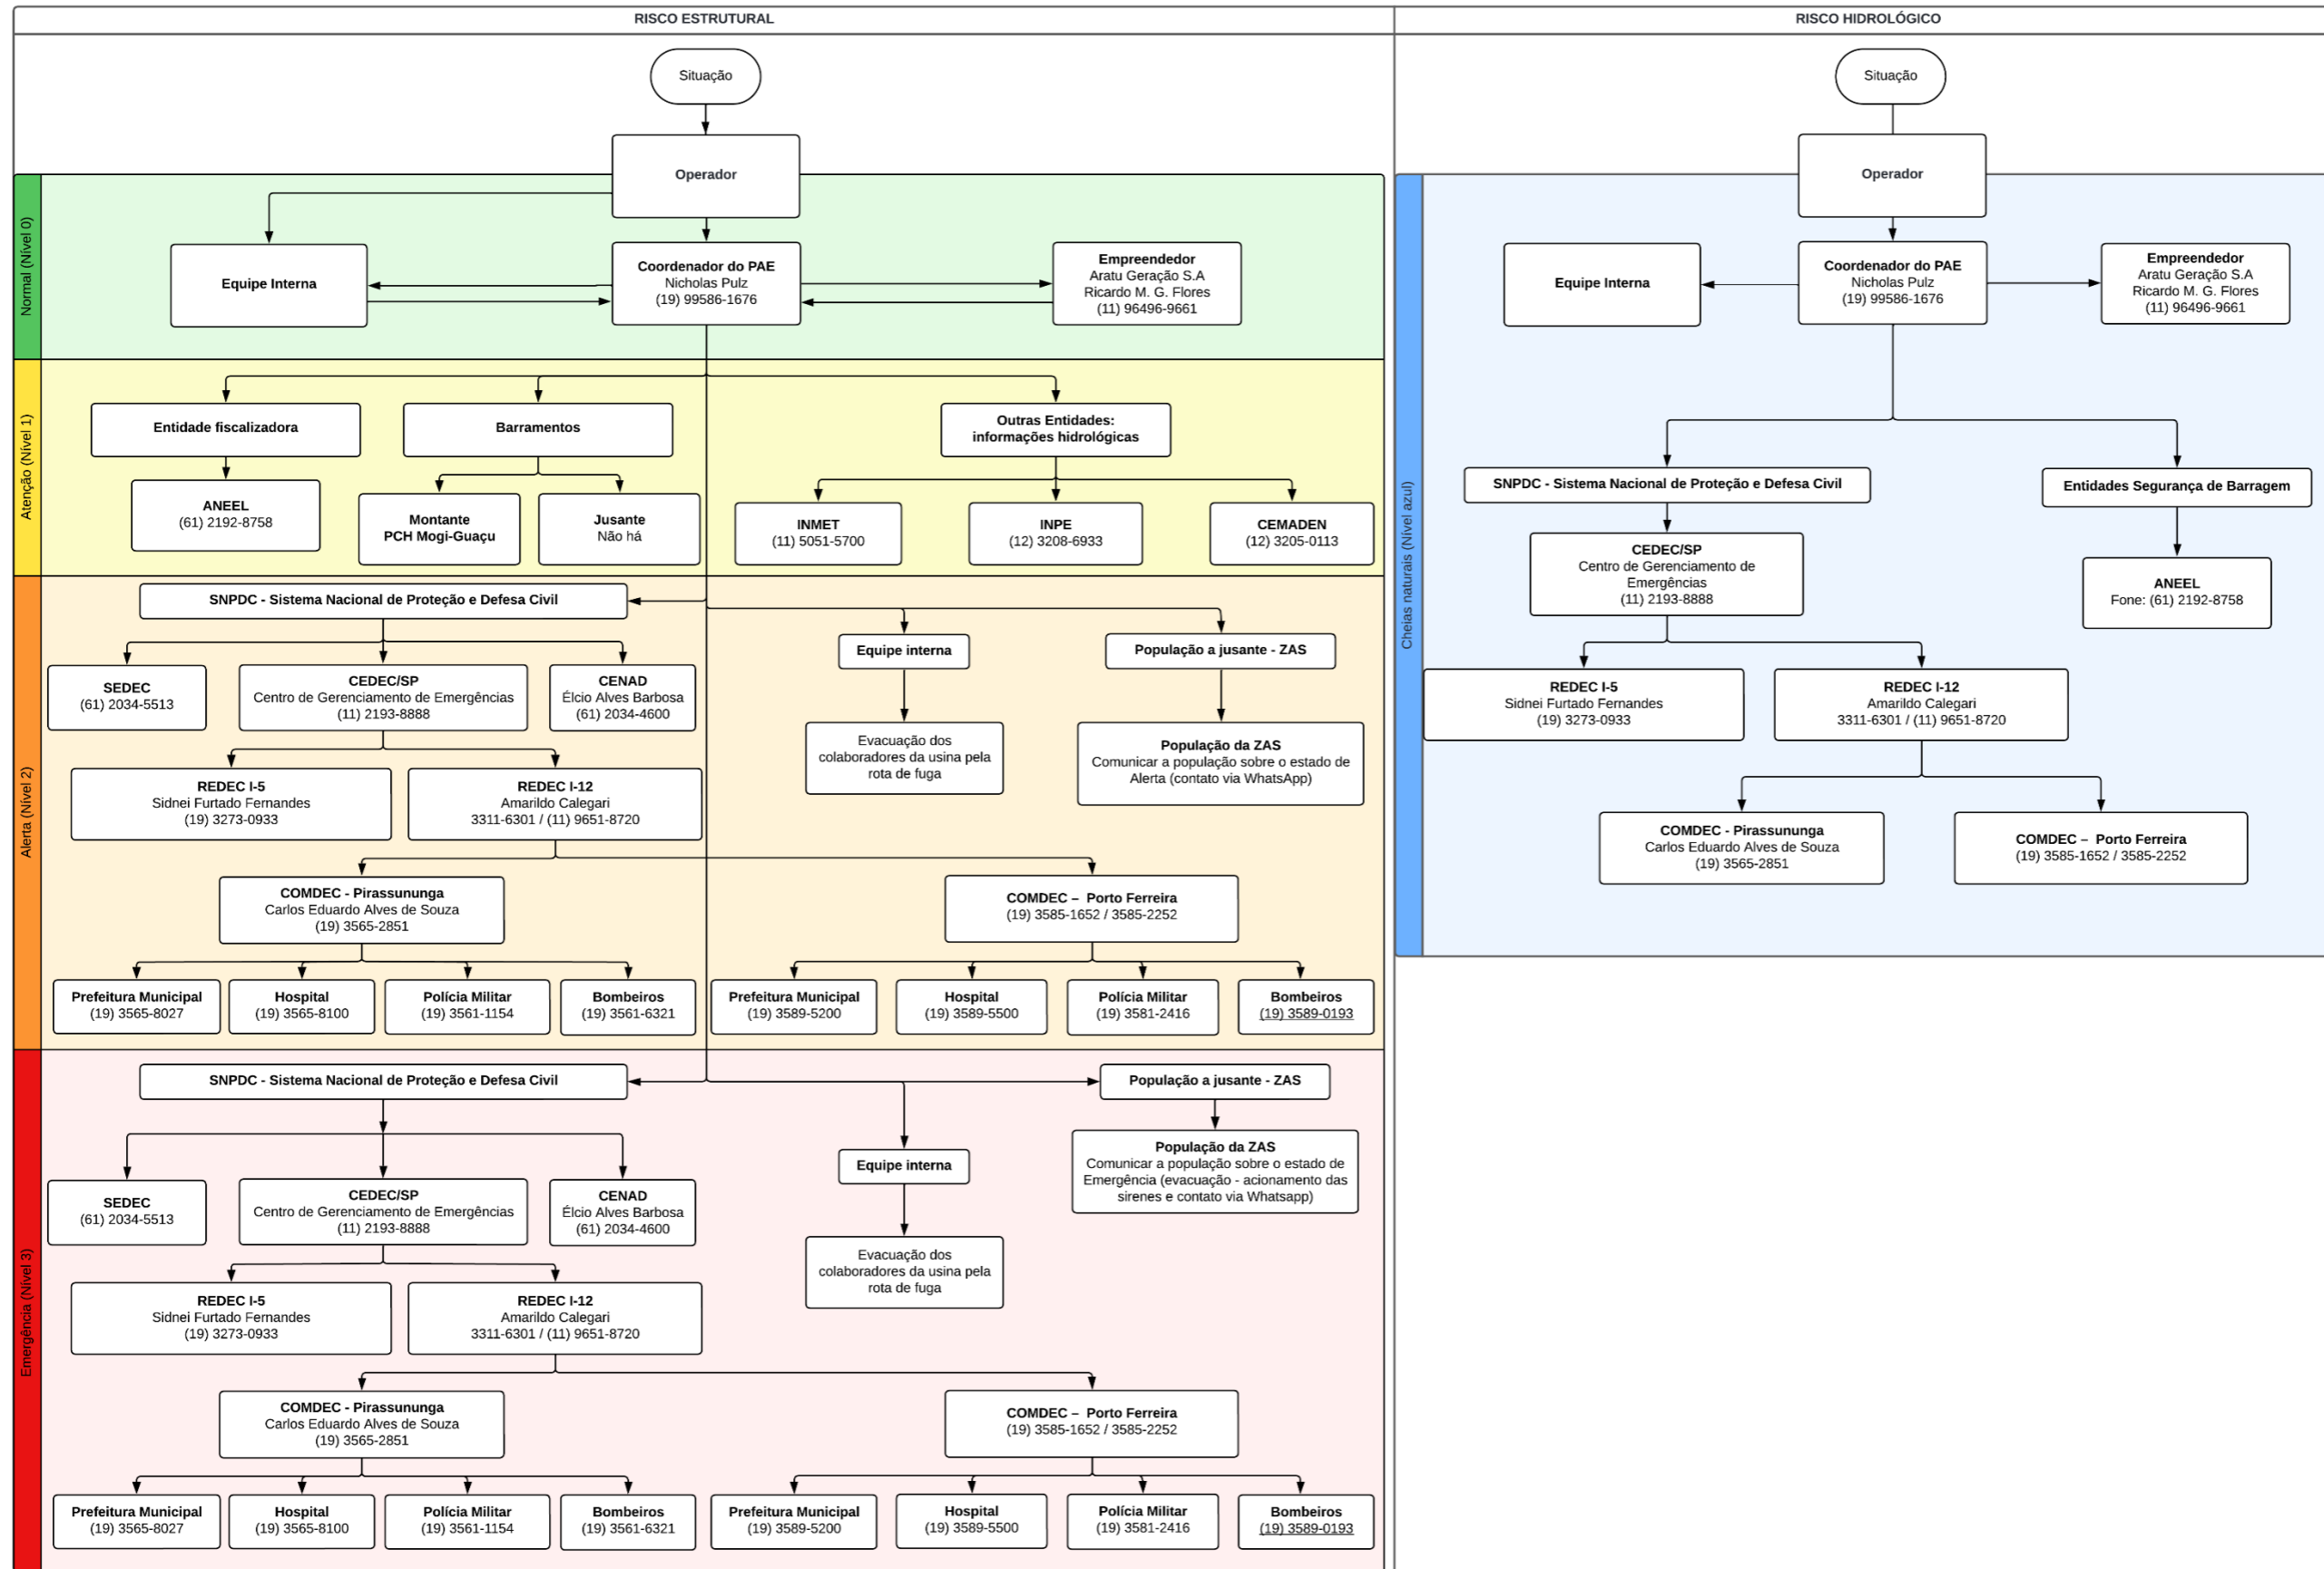 RISCO ESTRUTURAL
Situação
Operador
Normal (Nível 0)
Equipe Interna
Coordenador do PAE
Nicholas Pulz
(19) 99586-1676
Empreendedor
Aratu Geração S.A
Ricardo M. G. Flores
(11) 96496-9661
Atenção (Nível 1)
Entidade fiscalizadora
Barramentos
Outras Entidades:
informações hidrológicas
ANEEL
(61) 2192-8758
Montante
PCH Mogi-Guaçu
Jusante
Não há
INMET
(11) 5051-5700
INPE
(12) 3208-6933
CEMADEN
(12) 3205-0113
Alerta (Nível 2)
SNPDC - Sistema Nacional de Proteção e Defesa Civil
Equipe interna
População a jusante - ZAS
SEDEC
(61) 2034-5513
CEDEC/SP
Centro de Gerenciamento de Emergências
(11) 2193-8888
CENAD
Élcio Alves Barbosa
(61) 2034-4600
Evacuação dos
colaboradores da usina pela
rota de fuga
População da ZAS
Comunicar a população sobre o estado de
Alerta (contato via WhatsApp)
REDEC I-5
Sidnei Furtado Fernandes
(19) 3273-0933
REDEC I-12
Amarildo Calegari
3311-6301 / (11) 9651-8720
COMDEC - Pirassununga
Carlos Eduardo Alves de Souza
(19) 3565-2851
COMDEC – Porto Ferreira
(19) 3585-1652 / 3585-2252
Prefeitura Municipal
(19) 3565-8027
Hospital
(19) 3565-8100
Polícia Militar
(19) 3561-1154
Bombeiros
(19) 3561-6321
Prefeitura Municipal
(19) 3589-5200
Hospital
(19) 3589-5500
Polícia Militar
(19) 3581-2416
Bombeiros
(19) 3589-0193
Emergência (Nível 3)
SNPDC - Sistema Nacional de Proteção e Defesa Civil
População a jusante - ZAS
Equipe interna
População da ZAS
Comunicar a população sobre o estado de
Emergência (evacuação - acionamento das
sirenes e contato via Whatsapp)
SEDEC
(61) 2034-5513
CEDEC/SP
Centro de Gerenciamento de Emergências
(11) 2193-8888
CENAD
Élcio Alves Barbosa
(61) 2034-4600
Evacuação dos
colaboradores da usina pela
rota de fuga
REDEC I-5
Sidnei Furtado Fernandes
(19) 3273-0933
REDEC I-12
Amarildo Calegari
3311-6301 / (11) 9651-8720
COMDEC - Pirassununga
Carlos Eduardo Alves de Souza
(19) 3565-2851
COMDEC – Porto Ferreira
(19) 3585-1652 / 3585-2252
Prefeitura Municipal
(19) 3565-8027
Hospital
(19) 3565-8100
Polícia Militar
(19) 3561-1154
Bombeiros
(19) 3561-6321
Prefeitura Municipal
(19) 3589-5200
Hospital
(19) 3589-5500
Polícia Militar
(19) 3581-2416
Bombeiros
(19) 3589-0193
RISCO HIDROLÓGICO
Situação
Operador
Cheias naturais (Nível azul)
Equipe Interna
Coordenador do PAE
Nicholas Pulz
(19) 99586-1676
Empreendedor
Aratu Geração S.A
Ricardo M. G. Flores
(11) 96496-9661
SNPDC - Sistema Nacional de Proteção e Defesa Civil
Entidades Segurança de Barragem
CEDEC/SP
Centro de Gerenciamento de
Emergências
(11) 2193-8888
ANEEL
Fone: (61) 2192-8758
REDEC I-5
Sidnei Furtado Fernandes
(19) 3273-0933
REDEC I-12
Amarildo Calegari
3311-6301 / (11) 9651-8720
COMDEC - Pirassununga
Carlos Eduardo Alves de Souza
(19) 3565-2851
COMDEC – Porto Ferreira
(19) 3585-1652 / 3585-2252